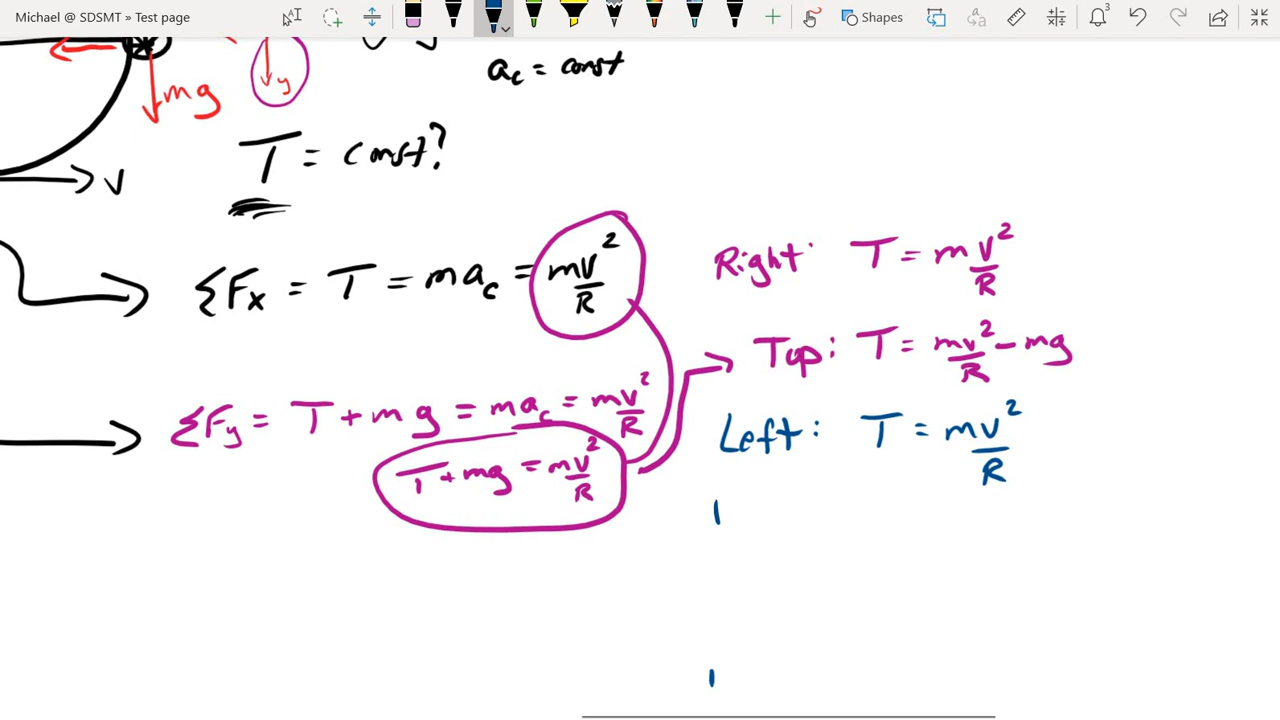 Michael @ SDSMT » Test page
Shapes
3
mg
y
a_c = const
T = const?
v
ΣFx = T = ma_c = mv²/R
Right: T = mv²/R
Top: T = mv²/R - mg
ΣFy = T + mg = ma_c = mv²/R
T + mg = mv²/R
Left: T = mv²/R